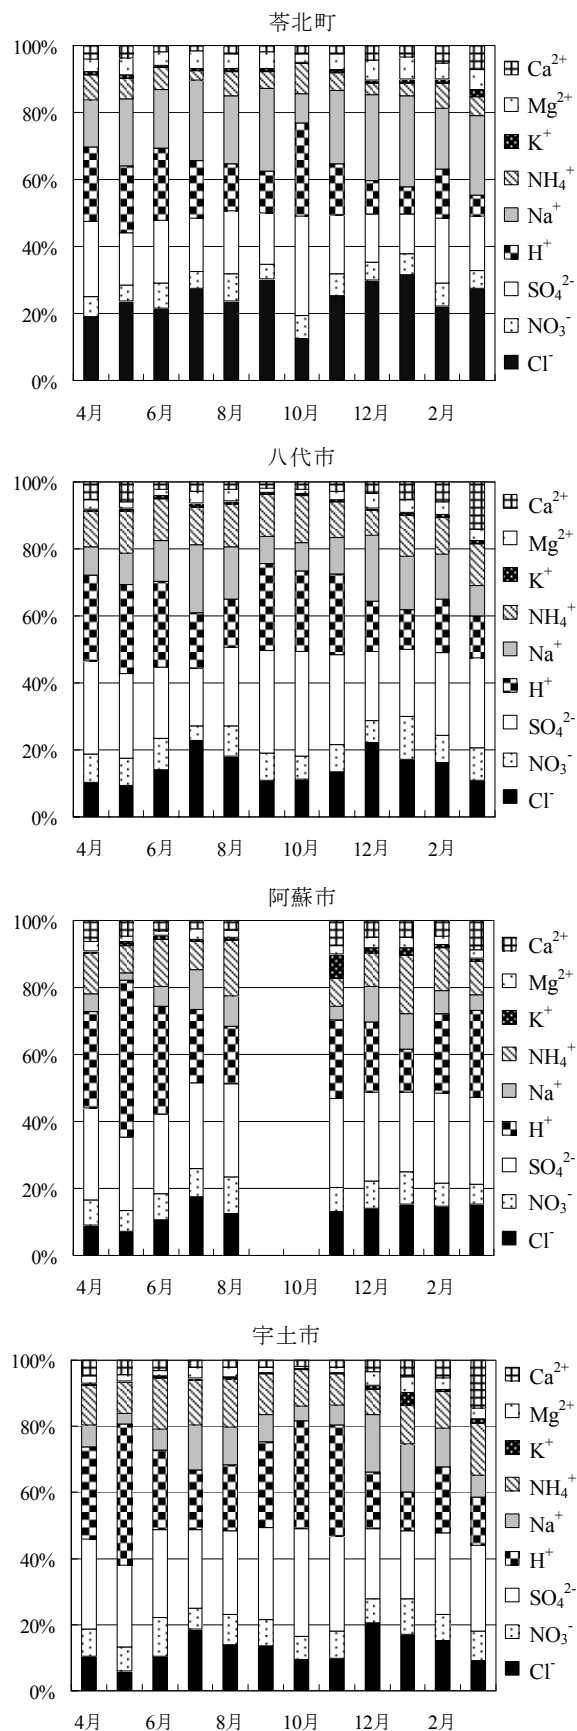 苓北町
100%
80%
60%
40%
20%
0%
4月 6月 8月 10月 12月 2月
Ca²⁺
Mg²⁺
K⁺
NH₄⁺
Na⁺
H⁺
SO₄²⁻
NO₃⁻
Cl⁻
八代市
100%
80%
60%
40%
20%
0%
4月 6月 8月 10月 12月 2月
Ca²⁺
Mg²⁺
K⁺
NH₄⁺
Na⁺
H⁺
SO₄²⁻
NO₃⁻
Cl⁻
阿蘇市
100%
80%
60%
40%
20%
0%
4月 6月 8月 10月 12月 2月
Ca²⁺
Mg²⁺
K⁺
NH₄⁺
Na⁺
H⁺
SO₄²⁻
NO₃⁻
Cl⁻
宇土市
100%
80%
60%
40%
20%
0%
4月 6月 8月 10月 12月 2月
Ca²⁺
Mg²⁺
K⁺
NH₄⁺
Na⁺
H⁺
SO₄²⁻
NO₃⁻
Cl⁻